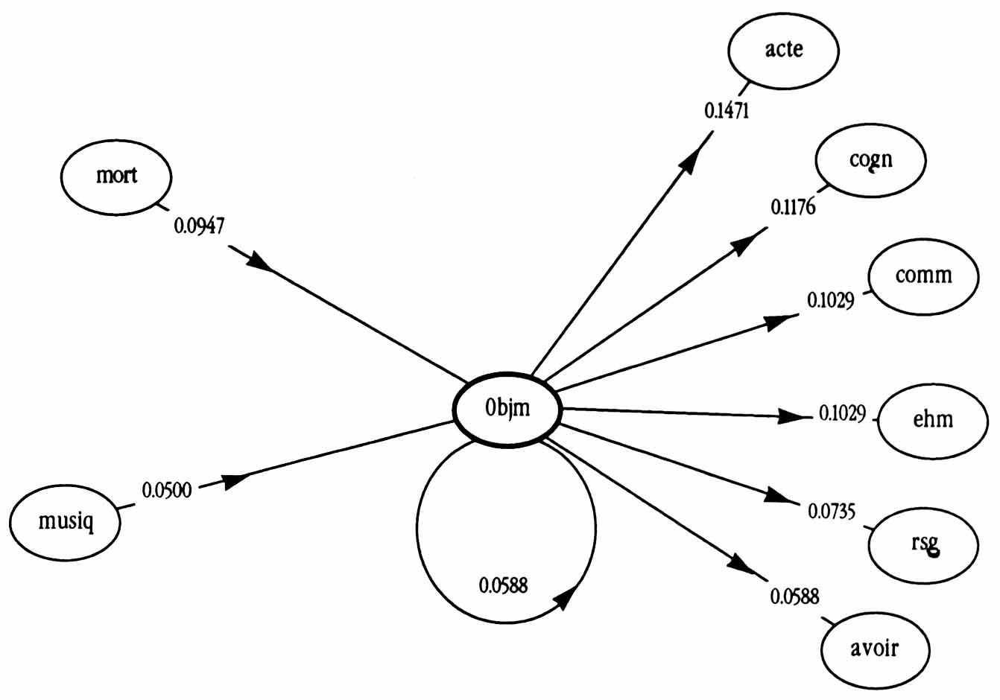 acte
0.1471
cogn
mort
0.1176
0.0947
comm
0.1029
0bjm
0.1029
ehm
0.0500
musiq
0.0735
rsg
0.0588
0.0588
avoir